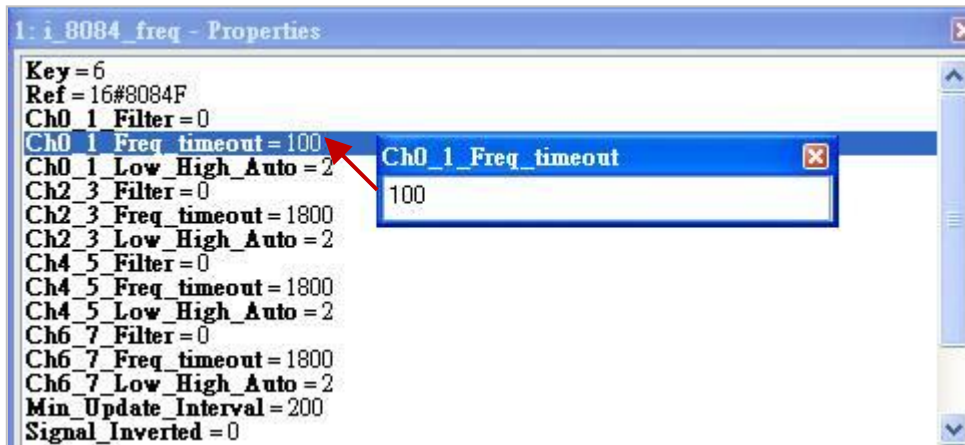 1: i_8084_freq - Properties
Key = 6
Ref = 16#8084F
Ch0_1_Filter = 0
Ch0_1_Freq_timeout = 100
Ch0_1_Freq_timeout
Ch0_1_Low_High_Auto = 2
100
Ch2_3_Filter = 0
Ch2_3_Freq_timeout = 1800
Ch2_3_Low_High_Auto = 2
Ch4_5_Filter = 0
Ch4_5_Freq_timeout = 1800
Ch4_5_Low_High_Auto = 2
Ch6_7_Filter = 0
Ch6_7_Freq_timeout = 1800
Ch6_7_Low_High_Auto = 2
Min_Update_Interval = 200
Signal_Inverted = 0